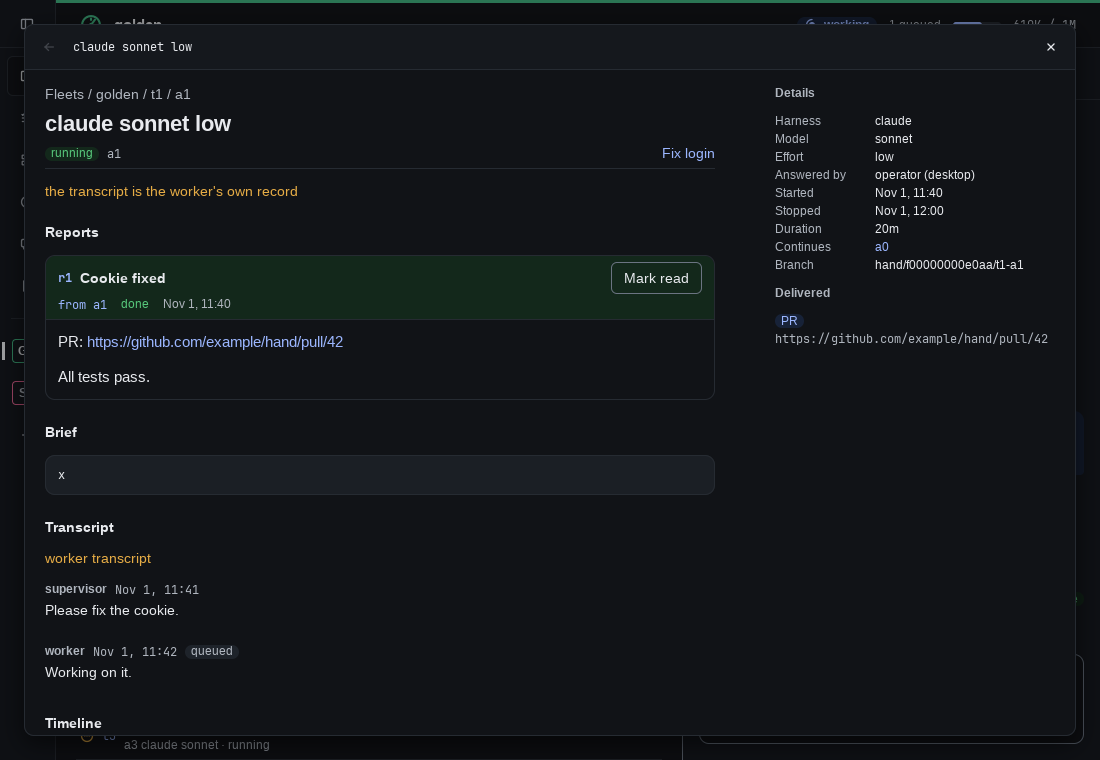 golden
working 1 queued
claude sonnet low
Fleets / golden / t1 / a1
claude sonnet low
running a1
Fix login
the transcript is the worker's own record
Reports
r1 Cookie fixed
Mark read
from a1 done Nov 1, 11:40
PR: https://github.com/example/hand/pull/42
All tests pass.
Brief
x
Transcript
worker transcript
supervisor Nov 1, 11:41
Please fix the cookie.
worker Nov 1, 11:42 queued
Working on it.
Timeline
Details
Harness claude
Model sonnet
Effort low
Answered by operator (desktop)
Started Nov 1, 11:40
Stopped Nov 1, 12:00
Duration 20m
Continues a0
Branch hand/f00000000e0aa/t1-a1
Delivered
PR
https://github.com/example/hand/pull/42
a3 claude sonnet · running